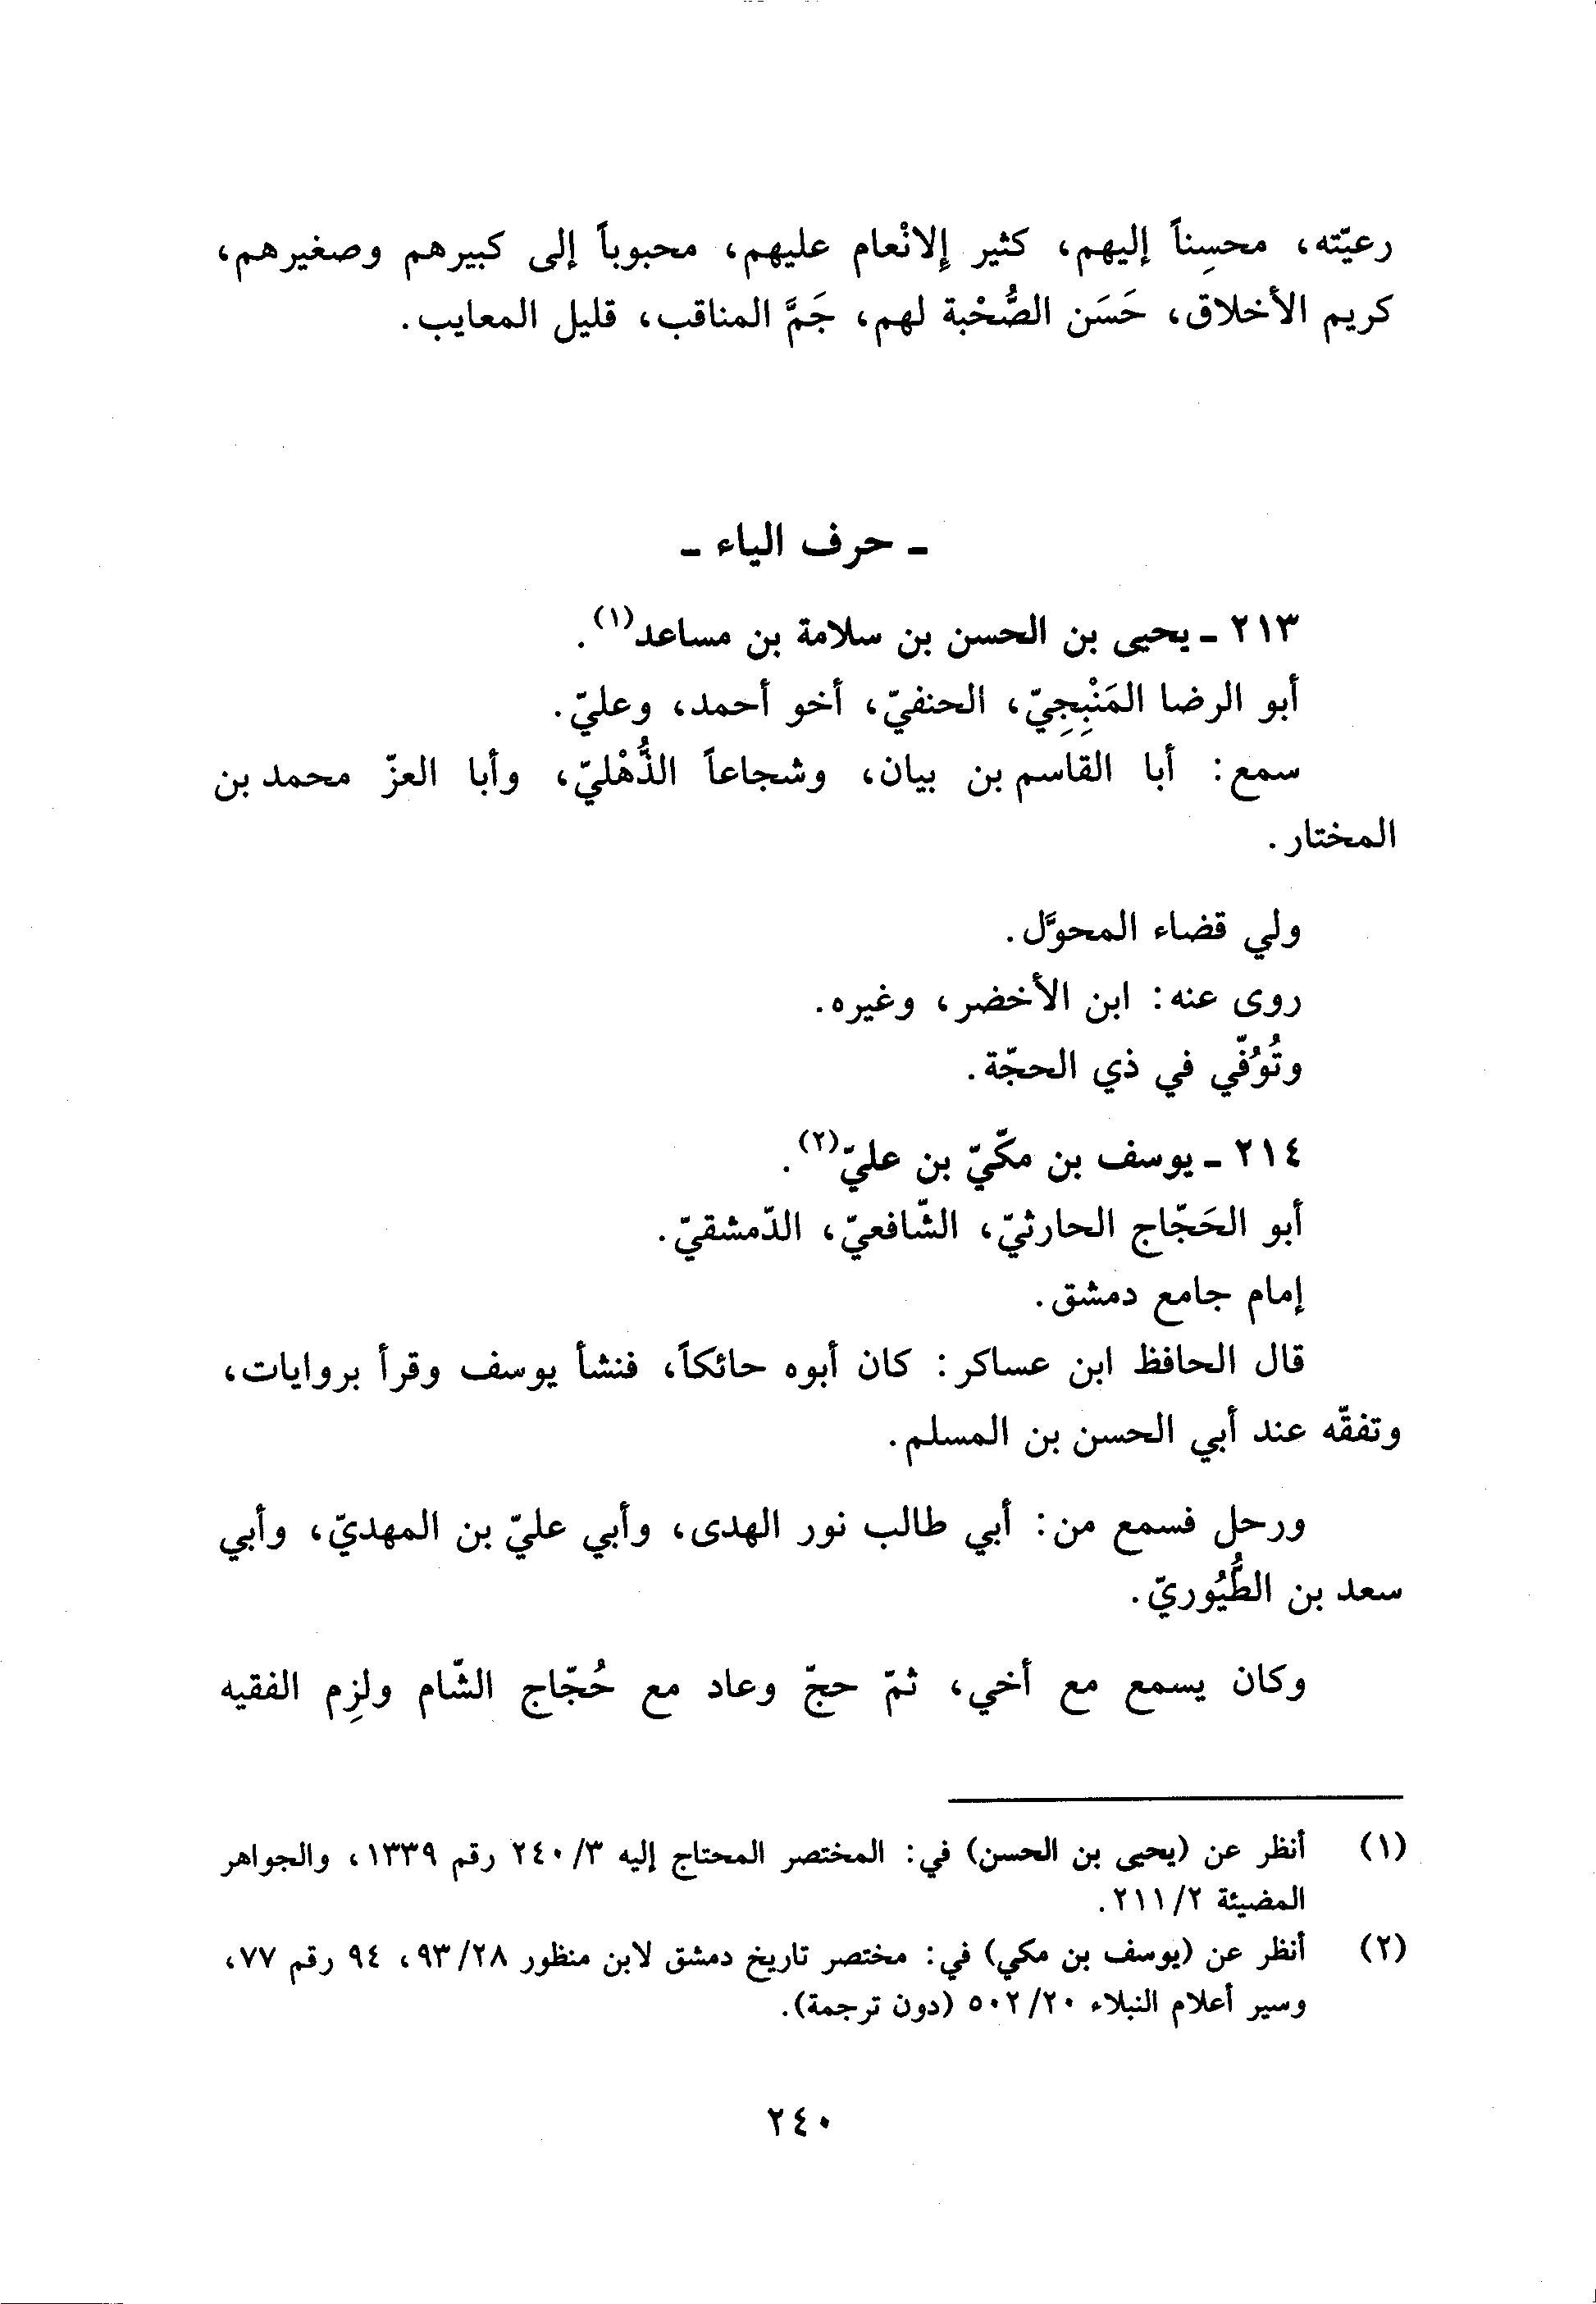 رعيّته، محسِناً إليهم، كثير إلانْعام عليهم، محبوباً إلى كبيرهم وصغيرهم،
كريم الأخلاق، حَسَن الصُّحْبة لهم، جَمَّ المناقب، قليل المعايب.
ـ حرف الياء ـ
٢١٣ ـ يحيى بن الحسن بن سلامة بن مساعد(١).
أبو الرضا المَنْبِجِيّ، الحنفيّ، أخو أحمد، وعليّ.
سمع: أبا القاسم بن بيان، وشجاعاً الذُّهْليّ، وأبا العزّ محمد بن
المختار.
ولي قضاء المحوَّل.
روى عنه: ابن الأخضر، وغيره.
وتُوُفّي في ذي الحجّة.
٢١٤ ـ يوسف بن مكّيّ بن عليّ(٢).
أبو الحَجّاج الحارثيّ، الشّافعيّ، الدّمشقيّ.
إمام جامع دمشق.
قال الحافظ ابن عساكر: كان أبوه حائكاً، فنشأ يوسف وقرأ بروايات،
وتفقّه عند أبي الحسن بن المسلم.
ورحل فسمع من: أبي طالب نور الهدى، وأبي عليّ بن المهديّ، وأبي
سعد بن الطُّيُوريّ.
وكان يسمع مع أخي، ثمّ حجّ وعاد مع حُجّاج الشّام ولزِم الفقيه
(١) أنظر عن (يحيى بن الحسن) في: المختصر المحتاج إليه ٢٤٠/٣ رقم ١٣٣٩، والجواهر
المضيئة ٢١١/٢.
(٢) أنظر عن (يوسف بن مكي) في: مختصر تاريخ دمشق لابن منظور ٩٣/٢٨، ٩٤ رقم ٧٧،
وسير أعلام النبلاء ٥٠٢/٢٠ (دون ترجمة).
٢٤٠